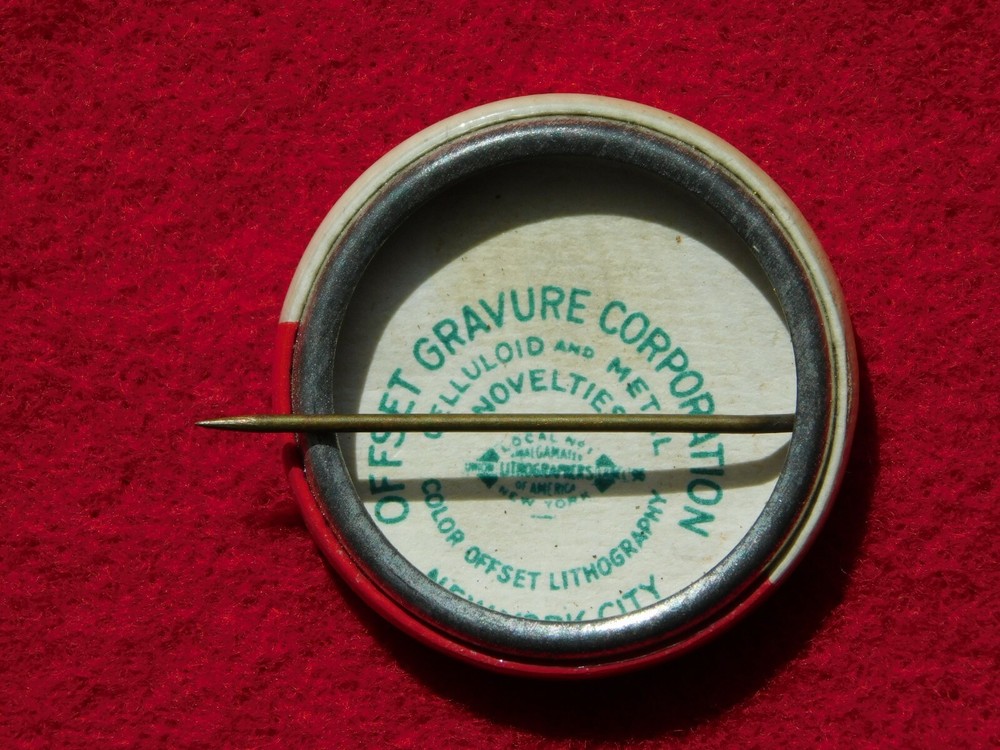 OFFSET GRAVURE CORPORATION
CELLULOID AND METAL
NOVELTIES
LOCAL No 1
AMALGAMATED
UNION LITHOGRAPHERS LABEL
OF AMERICA
NEW YORK
COLOR OFFSET LITHOGRAPHY
NEW YORK CITY